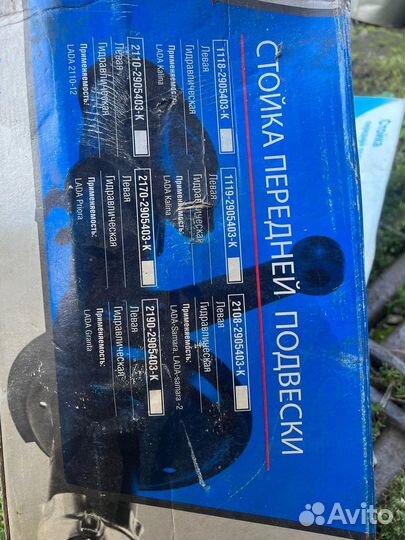 СТОЙКА ПЕРЕДНЕЙ ПОДВЕСКИ
1118-2905403-К
Левая
Гидравлическая
Применяемость:
LADA Kalina
1119-2905403-К
Левая
Гидравлическая
Применяемость:
LADA Kalina
2108-2905403-К
Левая
Гидравлическая
Применяемость:
LADA-Samara; LADA-samara -2
2110-2905403-К
Левая
Гидравлическая
Применяемость:
LADA 2110-12
2170-2905403-К
Левая
Гидравлическая
Применяемость:
LADA Priora
2190-2905403-К
Левая
Гидравлическая
Применяемость:
LADA Granta
Стойка
Avito